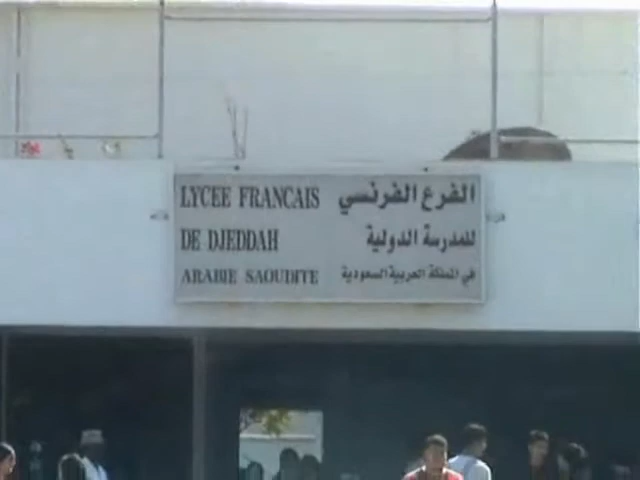 LYCEE FRANCAIS
DE DJEDDAH
ARABIE SAOUDITE
الفرع الفرنسي
للمدرسة الدولية
في المملكة العربية السعودية